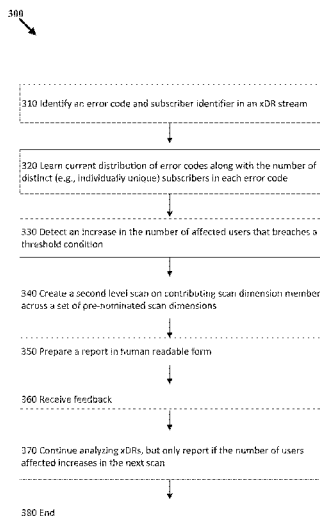 300
310 Identify an error code and subscriber identifier in an xDR stream
320 Learn current distribution of error codes along with the number of
distinct (e.g., individually unique) subscribers in each error code
330 Detect an increase in the number of affected users that breaches a
threshold condition
340 Create a second level scan on contributing scan dimension member
across a set of pre-nominated scan dimensions
350 Prepare a report in human readable form
360 Receive feedback
370 Continue analyzing xDRs, but only report if the number of users
affected increases in the next scan
380 End